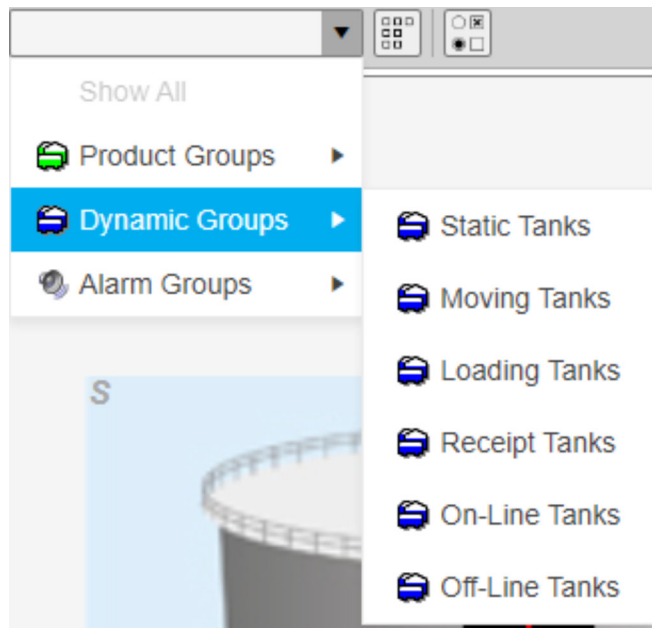 Show All
Product Groups
Dynamic Groups
Alarm Groups
Static Tanks
Moving Tanks
Loading Tanks
Receipt Tanks
On-Line Tanks
Off-Line Tanks
S